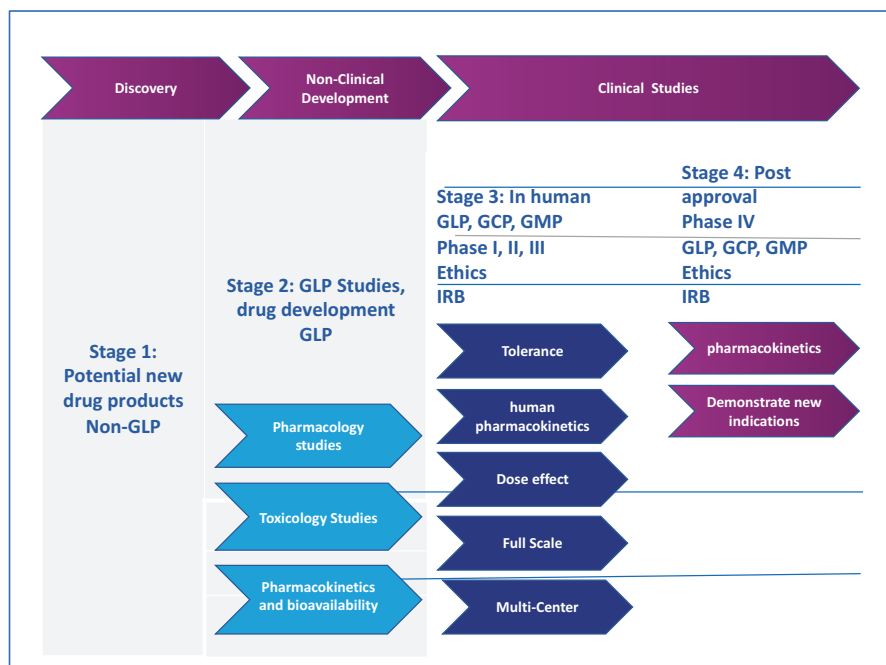 Discovery
Non-Clinical
Development
Clinical Studies
Stage 1:
Potential new
drug products
Non-GLP
Stage 2: GLP Studies,
drug development
GLP
Pharmacology
studies
Toxicology Studies
Pharmacokinetics
and bioavailability
Stage 3: In human
GLP, GCP, GMP
Phase I, II, III
Ethics
IRB
Tolerance
human
pharmacokinetics
Dose effect
Full Scale
Multi-Center
Stage 4: Post
approval
Phase IV
GLP, GCP, GMP
Ethics
IRB
pharmacokinetics
Demonstrate new
indications